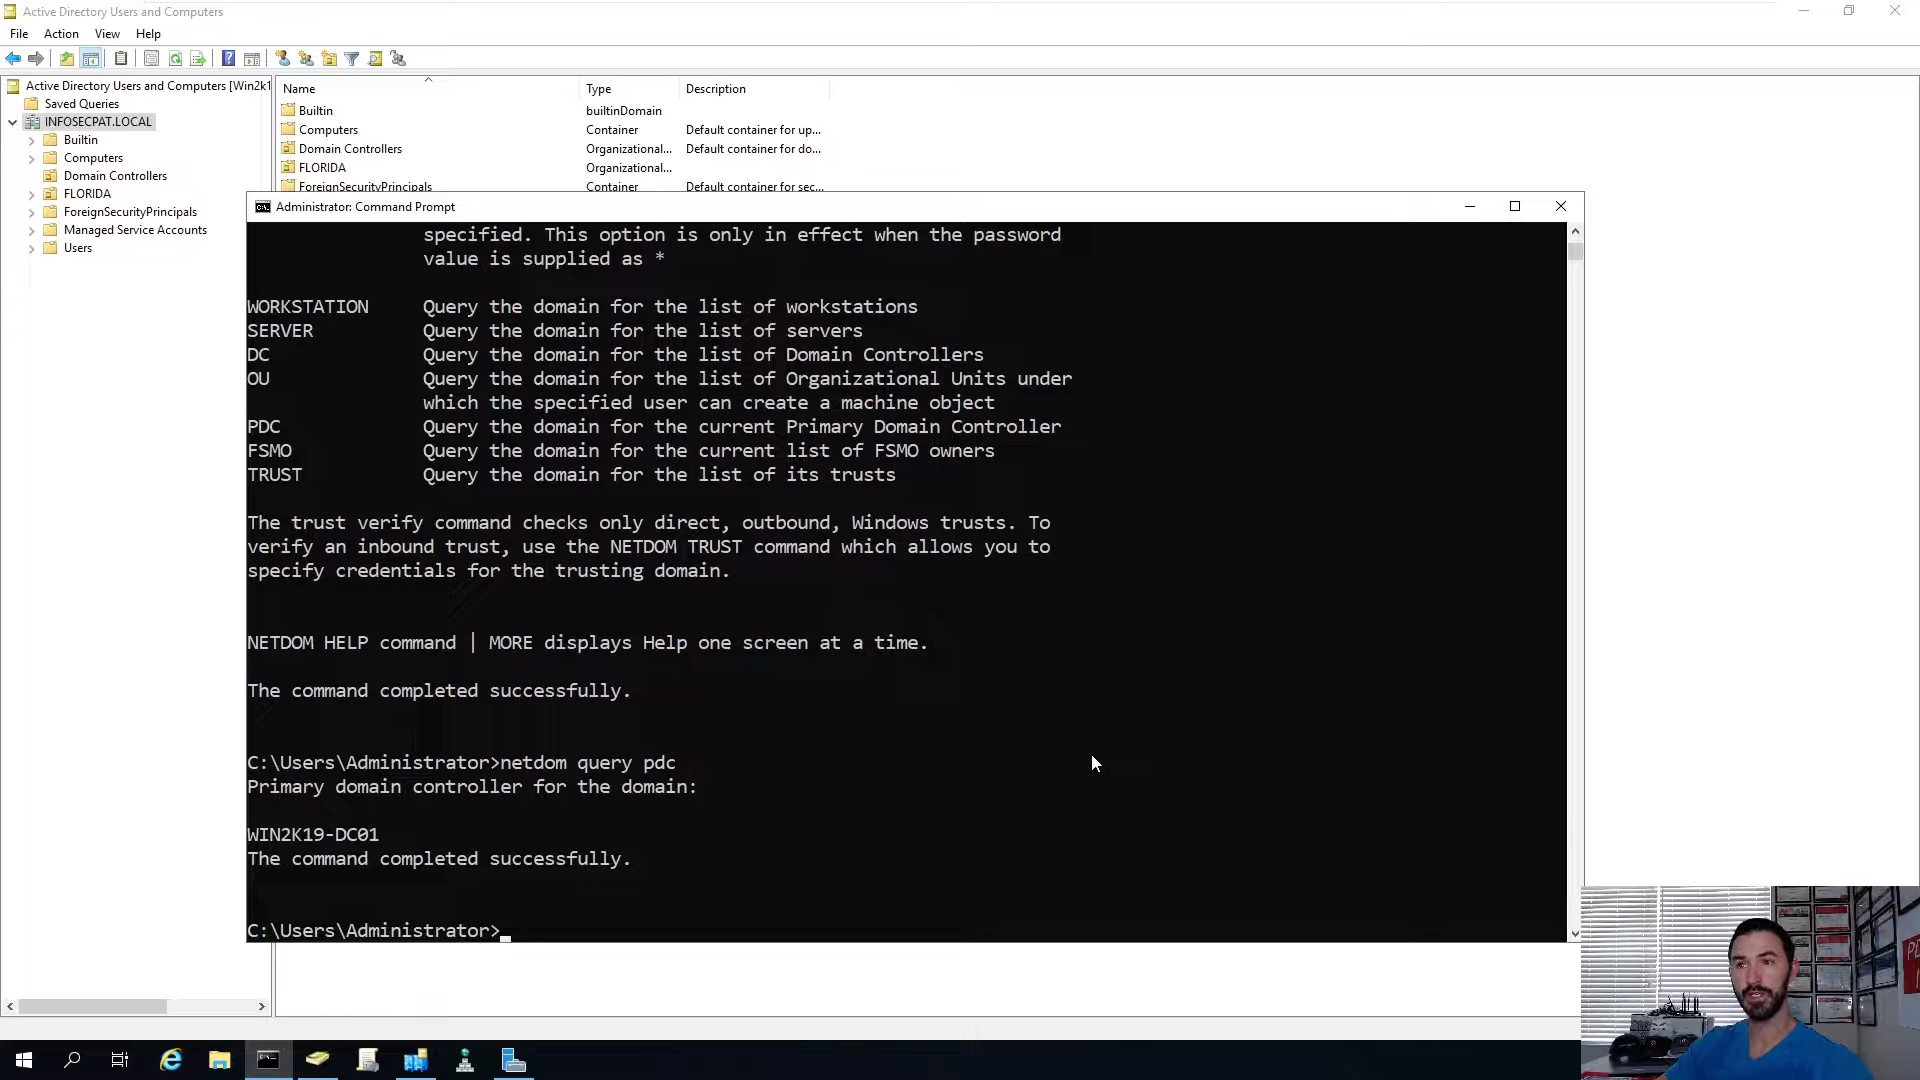 Active Directory Users and Computers
File Action View Help
Active Directory Users and Computers [Win2k1
Saved Queries
INFOSECPAT.LOCAL
Builtin
Computers
Domain Controllers
FLORIDA
ForeignSecurityPrincipals
Managed Service Accounts
Users
Name Type Description
Builtin builtinDomain
Computers Container Default container for up...
Domain Controllers Organizational... Default container for do...
FLORIDA Organizational...
ForeignSecurityPrincipals Container Default container for sec...
Administrator: Command Prompt
specified. This option is only in effect when the password
value is supplied as *
WORKSTATION Query the domain for the list of workstations
SERVER Query the domain for the list of servers
DC Query the domain for the list of Domain Controllers
OU Query the domain for the list of Organizational Units under
which the specified user can create a machine object
PDC Query the domain for the current Primary Domain Controller
FSMO Query the domain for the current list of FSMO owners
TRUST Query the domain for the list of its trusts
The trust verify command checks only direct, outbound, Windows trusts. To
verify an inbound trust, use the NETDOM TRUST command which allows you to
specify credentials for the trusting domain.
NETDOM HELP command | MORE displays Help one screen at a time.
The command completed successfully.
C:\Users\Administrator>netdom query pdc
Primary domain controller for the domain:
WIN2K19-DC01
The command completed successfully.
C:\Users\Administrator>